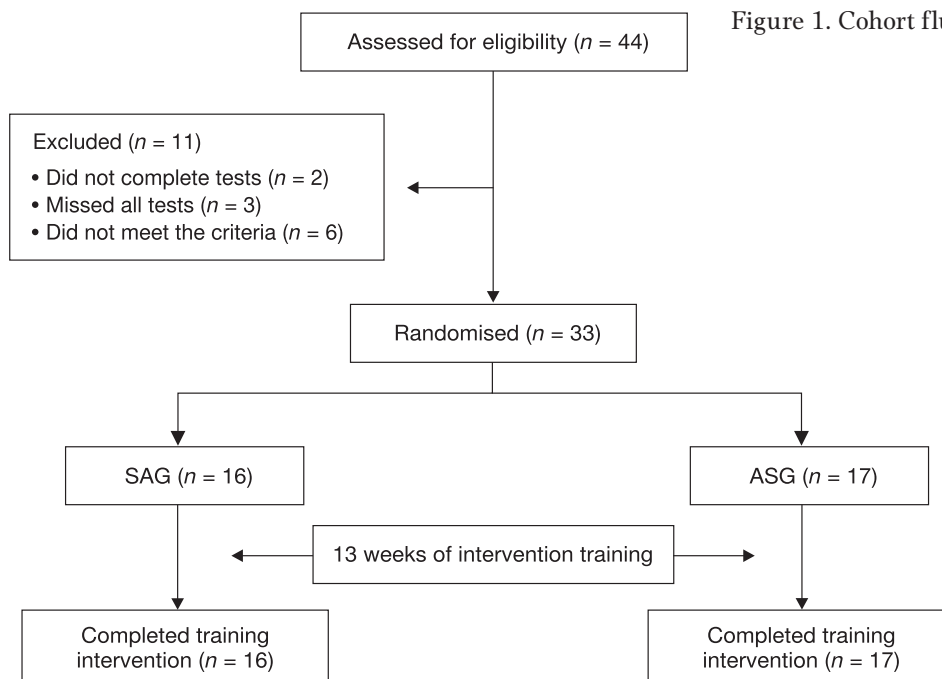 Assessed for eligibility (n = 44)
Figure 1. Cohort
Excluded (n = 11)
• Did not complete tests (n = 2)
• Missed all tests (n = 3)
• Did not meet the criteria (n = 6)
Randomised (n = 33)
SAG (n = 16)
ASG (n = 17)
13 weeks of intervention training
Completed training
intervention (n = 16)
Completed training
intervention (n = 17)